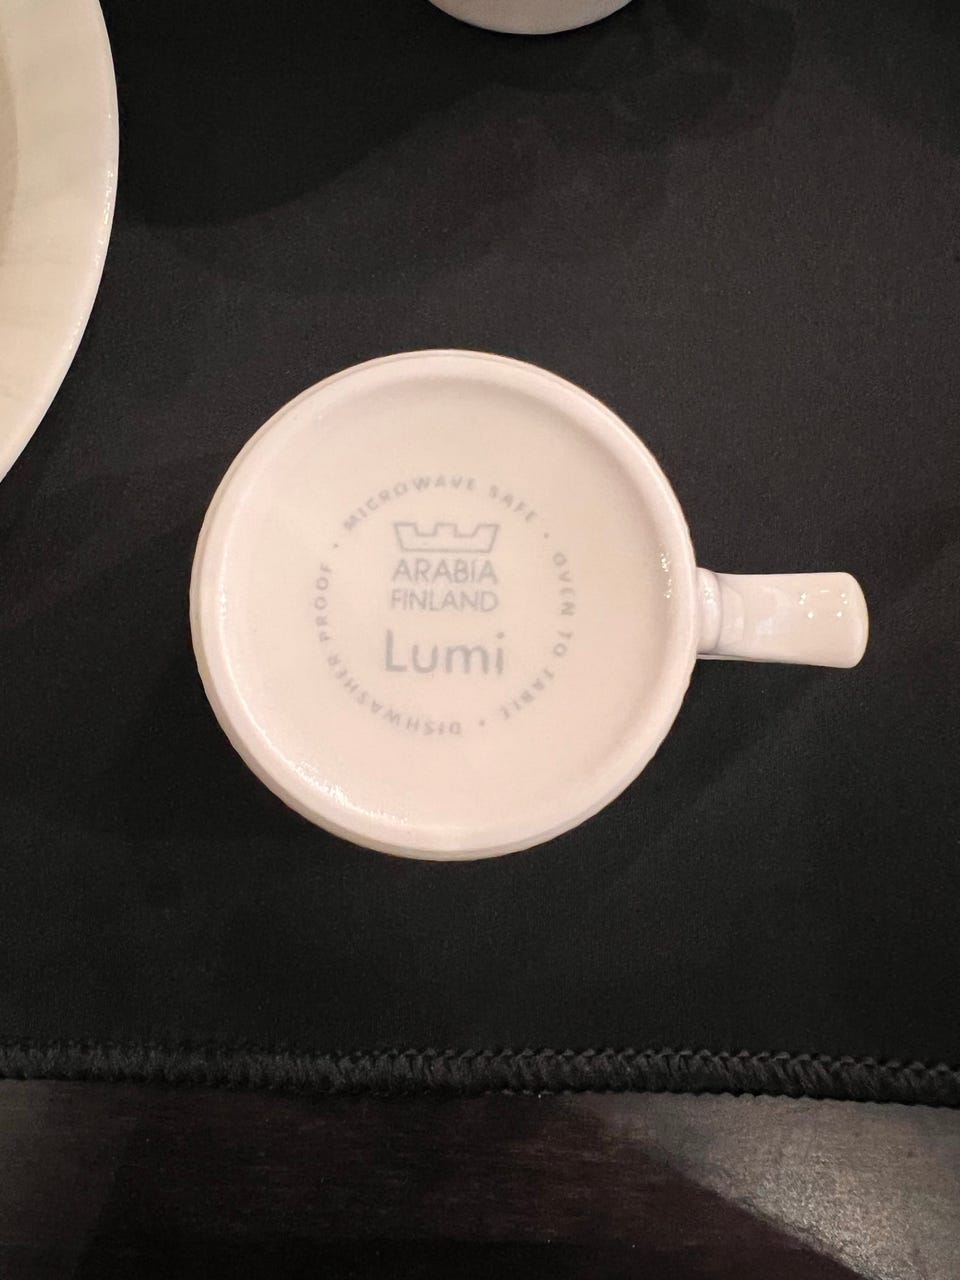 MICROWAVE SAFE · OVEN TO TABLE · DISHWASHER PROOF ·
ARABIA
FINLAND
Lumi